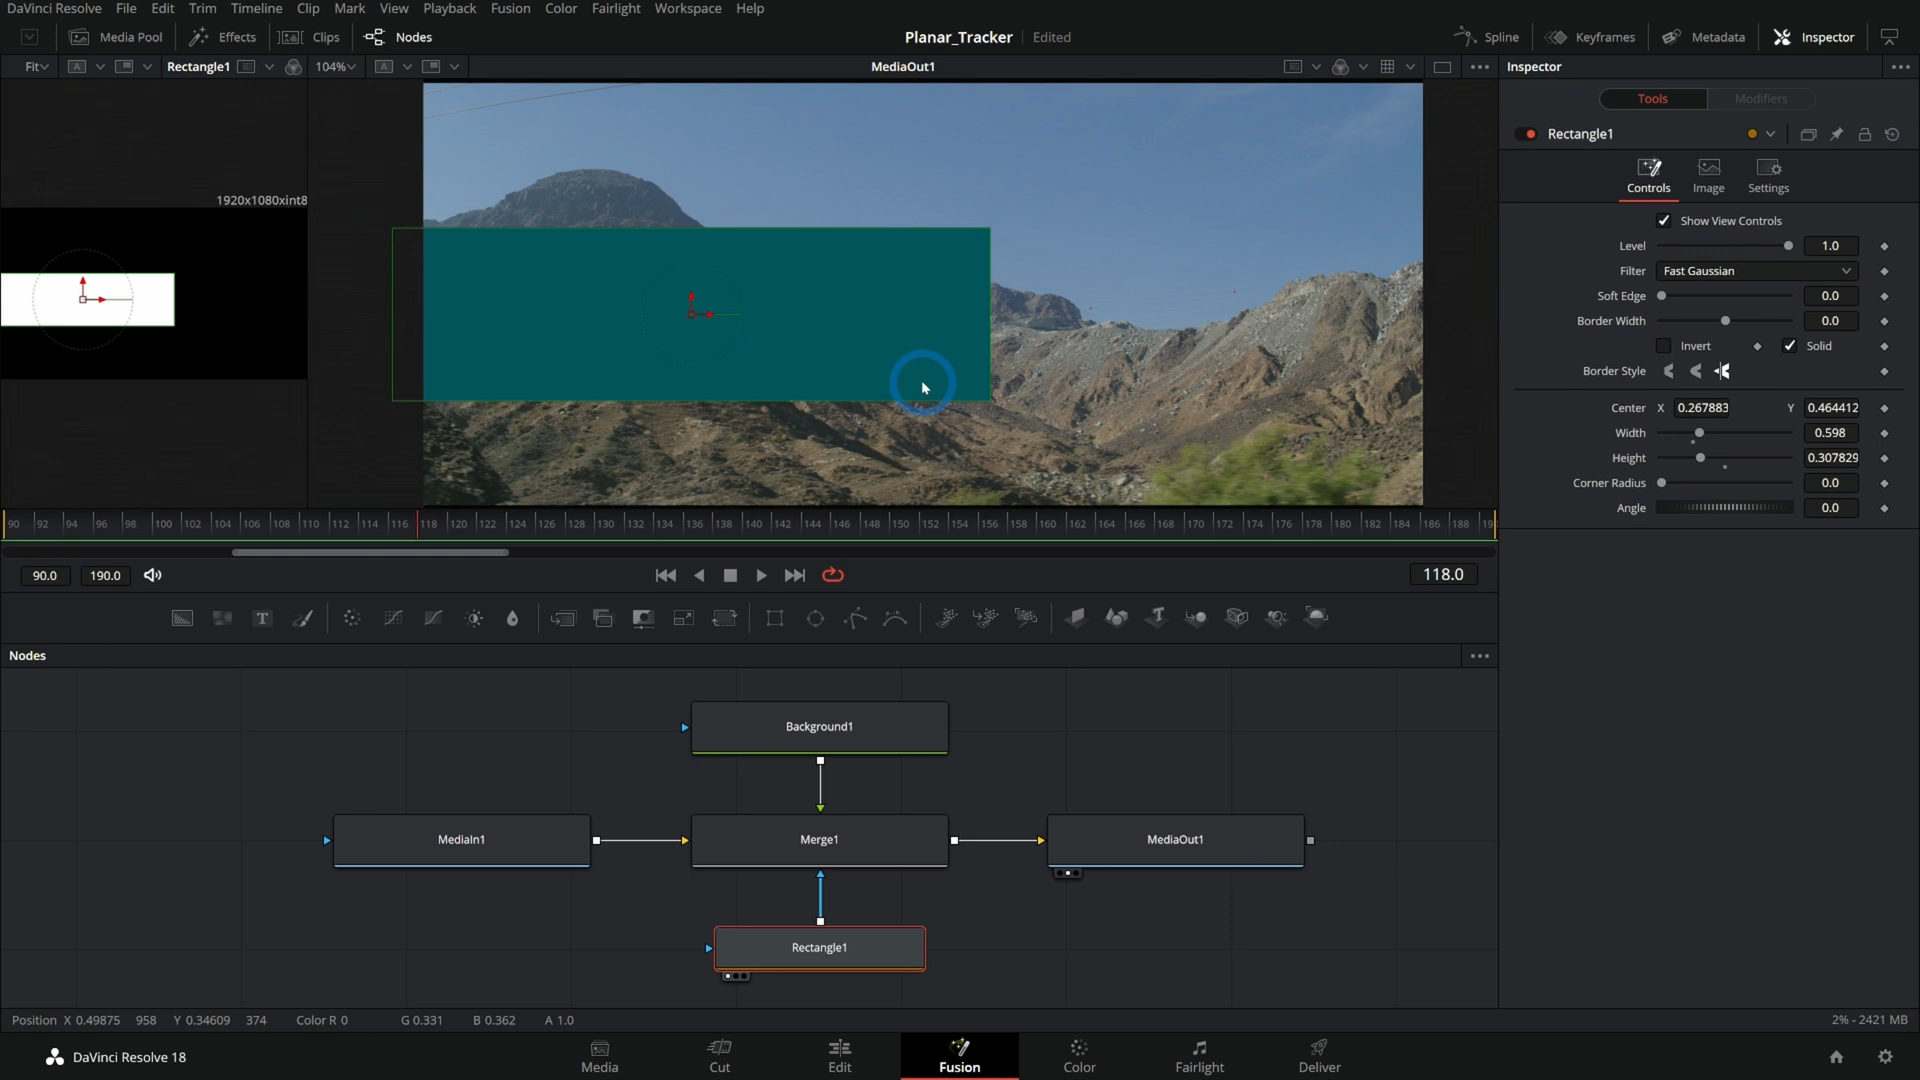 DaVinci Resolve File Edit Trim Timeline Clip Mark View Playback Fusion Color Fairlight Workspace Help
Media Pool Effects Clips Nodes Planar_Tracker Edited Spline Keyframes Metadata Inspector
Fit A Rectangle1 104% A MediaOut1 Inspector
Tools Modifiers
Rectangle1
Controls Image Settings
1920x1080xint8
Show View Controls
Level 1.0
Filter Fast Gaussian
Soft Edge 0.0
Border Width 0.0
Invert Solid
Border Style
Center X 0.267883 Y 0.464412
Width 0.598
Height 0.307829
Corner Radius 0.0
Angle 0.0
90 92 94 96 98 100 102 104 106 108 110 112 114 116 118 120 122 124 126 128 130 132 134 136 138 140 142 144 146 148 150 152 154 156 158 160 162 164 166 168 170 172 174 176 178 180 182 184 186 188 19
90.0 190.0 118.0
T T
Nodes
Background1
MediaIn1 Merge1 MediaOut1
Rectangle1
Position X 0.49875 958 Y 0.34609 374 Color R 0 G 0.331 B 0.362 A 1.0 2% - 2421 MB
DaVinci Resolve 18 Media Cut Edit Fusion Color Fairlight Deliver